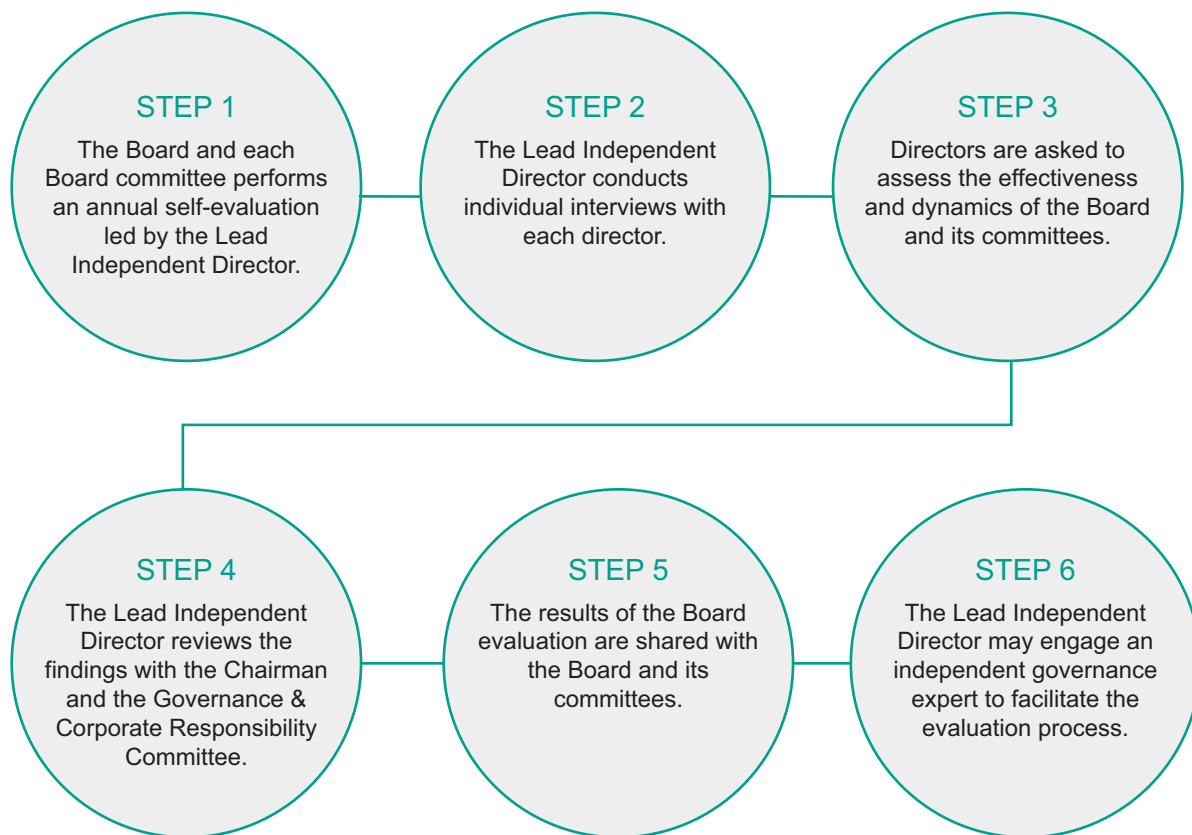 STEP 1
The Board and each
Board committee performs
an annual self-evaluation
led by the Lead
Independent Director.
STEP 2
The Lead Independent
Director conducts
individual interviews with
each director.
STEP 3
Directors are asked to
assess the effectiveness
and dynamics of the Board
and its committees.
STEP 4
The Lead Independent
Director reviews the
findings with the Chairman
and the Governance &
Corporate Responsibility
Committee.
STEP 5
The results of the Board
evaluation are shared with
the Board and its
committees.
STEP 6
The Lead Independent
Director may engage an
independent governance
expert to facilitate the
evaluation process.